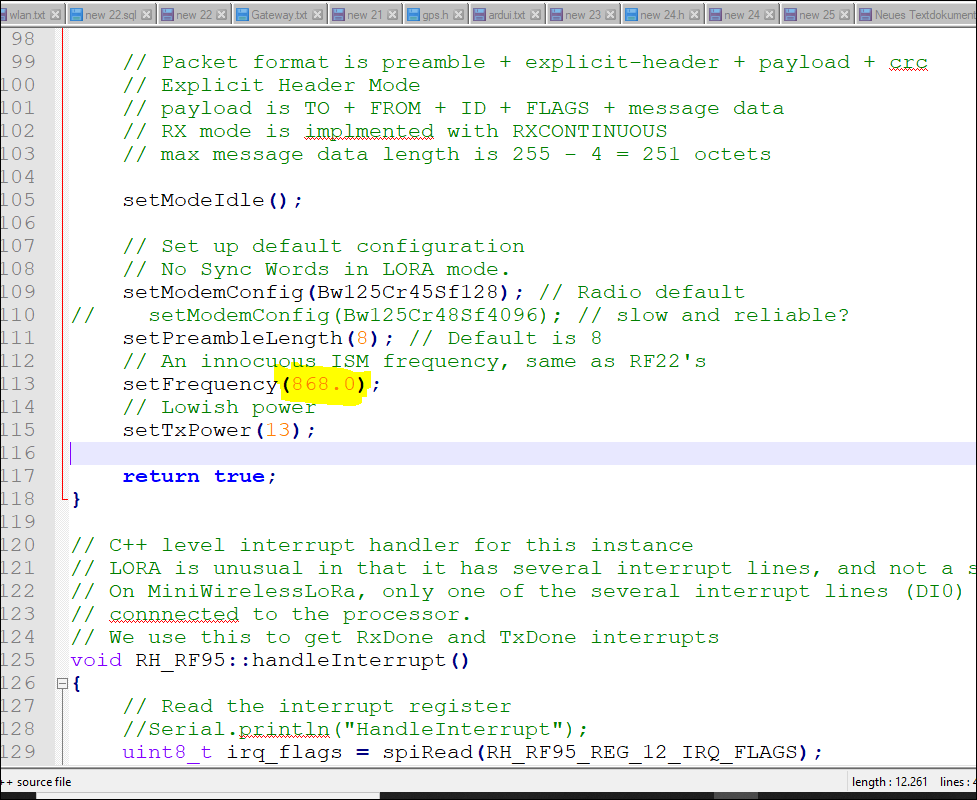 wlan.txt new 22.sql new 22 Gateway.txt new 21 gps.h ardui.txt new 23 new 24.h new 24 new 25 Neues Textdokument
98
99 // Packet format is preamble + explicit-header + payload + crc
100 // Explicit Header Mode
101 // payload is TO + FROM + ID + FLAGS + message data
102 // RX mode is implmented with RXCONTINUOUS
103 // max message data length is 255 - 4 = 251 octets
104
105 setModeIdle();
106
107 // Set up default configuration
108 // No Sync Words in LORA mode.
109 setModemConfig(Bw125Cr45Sf128); // Radio default
110 // setModemConfig(Bw125Cr48Sf4096); // slow and reliable?
111 setPreambleLength(8); // Default is 8
112 // An innocuous ISM frequency, same as RF22's
113 setFrequency(868.0);
114 // Lowish power
115 setTxPower(13);
116
117 return true;
118 }
119
120 // C++ level interrupt handler for this instance
121 // LORA is unusual in that it has several interrupt lines, and not a s
122 // On MiniWirelessLoRa, only one of the several interrupt lines (DI0)
123 // connnected to the processor.
124 // We use this to get RxDone and TxDone interrupts
125 void RH_RF95::handleInterrupt()
126 {
127 // Read the interrupt register
128 //Serial.println("HandleInterrupt");
129 uint8_t irq_flags = spiRead(RH_RF95_REG_12_IRQ_FLAGS);
++ source file length : 12.261 lines : 4